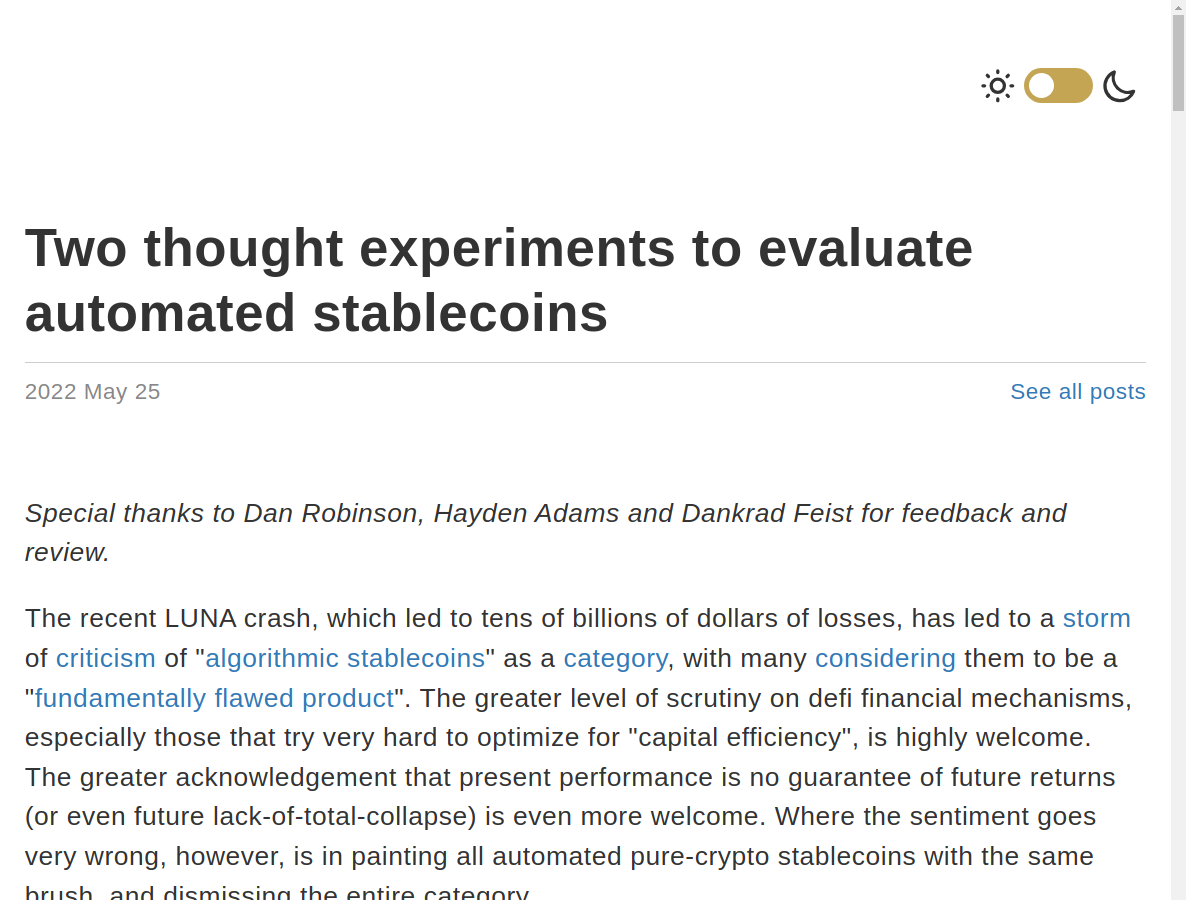 Two thought experiments to evaluate
automated stablecoins
2022 May 25
See all posts
Special thanks to Dan Robinson, Hayden Adams and Dankrad Feist for feedback and
review.
The recent LUNA crash, which led to tens of billions of dollars of losses, has led to a storm
of criticism of "algorithmic stablecoins" as a category, with many considering them to be a
"fundamentally flawed product". The greater level of scrutiny on defi financial mechanisms,
especially those that try very hard to optimize for "capital efficiency", is highly welcome.
The greater acknowledgement that present performance is no guarantee of future returns
(or even future lack-of-total-collapse) is even more welcome. Where the sentiment goes
very wrong, however, is in painting all automated pure-crypto stablecoins with the same
brush, and dismissing the entire category.